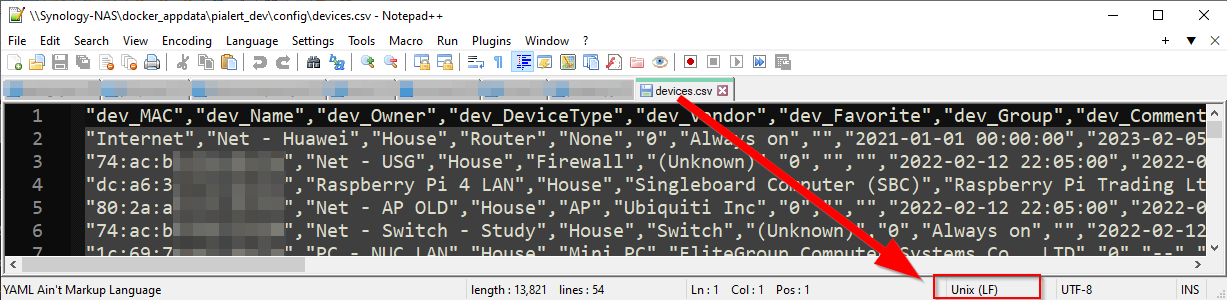 \\Synology-NAS\docker_appdata\pialert_dev\config\devices.csv - Notepad++
File Edit Search View Encoding Language Settings Tools Macro Run Plugins Window ?
+ ▼ X
devices.csv
1 "dev_MAC","dev_Name","dev_Owner","dev_DeviceType","dev_Vendor","dev_Favorite","dev_Group","dev_Comment
2 "Internet","Net - Huawei","House","Router","None","0","Always on","","2021-01-01 00:00:00","2023-02-05
3 "74:ac:b ","Net - USG","House","Firewall","(Unknown)","0","","","2022-02-12 22:05:00","2022-0
4 "dc:a6:3 ","Raspberry Pi 4 LAN","House","Singleboard Computer (SBC)","Raspberry Pi Trading Lt
5 "80:2a:a ","Net - AP OLD","House","AP","Ubiquiti Inc","0","","","2022-02-12 22:05:00","2022-0
6 "74:ac:b ","Net - Switch - Study","House","Switch","(Unknown)","0","Always on","","2022-02-12
7 "1c:69:7 ","PC - NUC LAN","House","Mini PC","EliteGroup Computer Systems Co., LTD","0","--","
YAML Ain't Markup Language length : 13,821 lines : 54 Ln : 1 Col : 1 Pos : 1 Unix (LF) UTF-8 INS